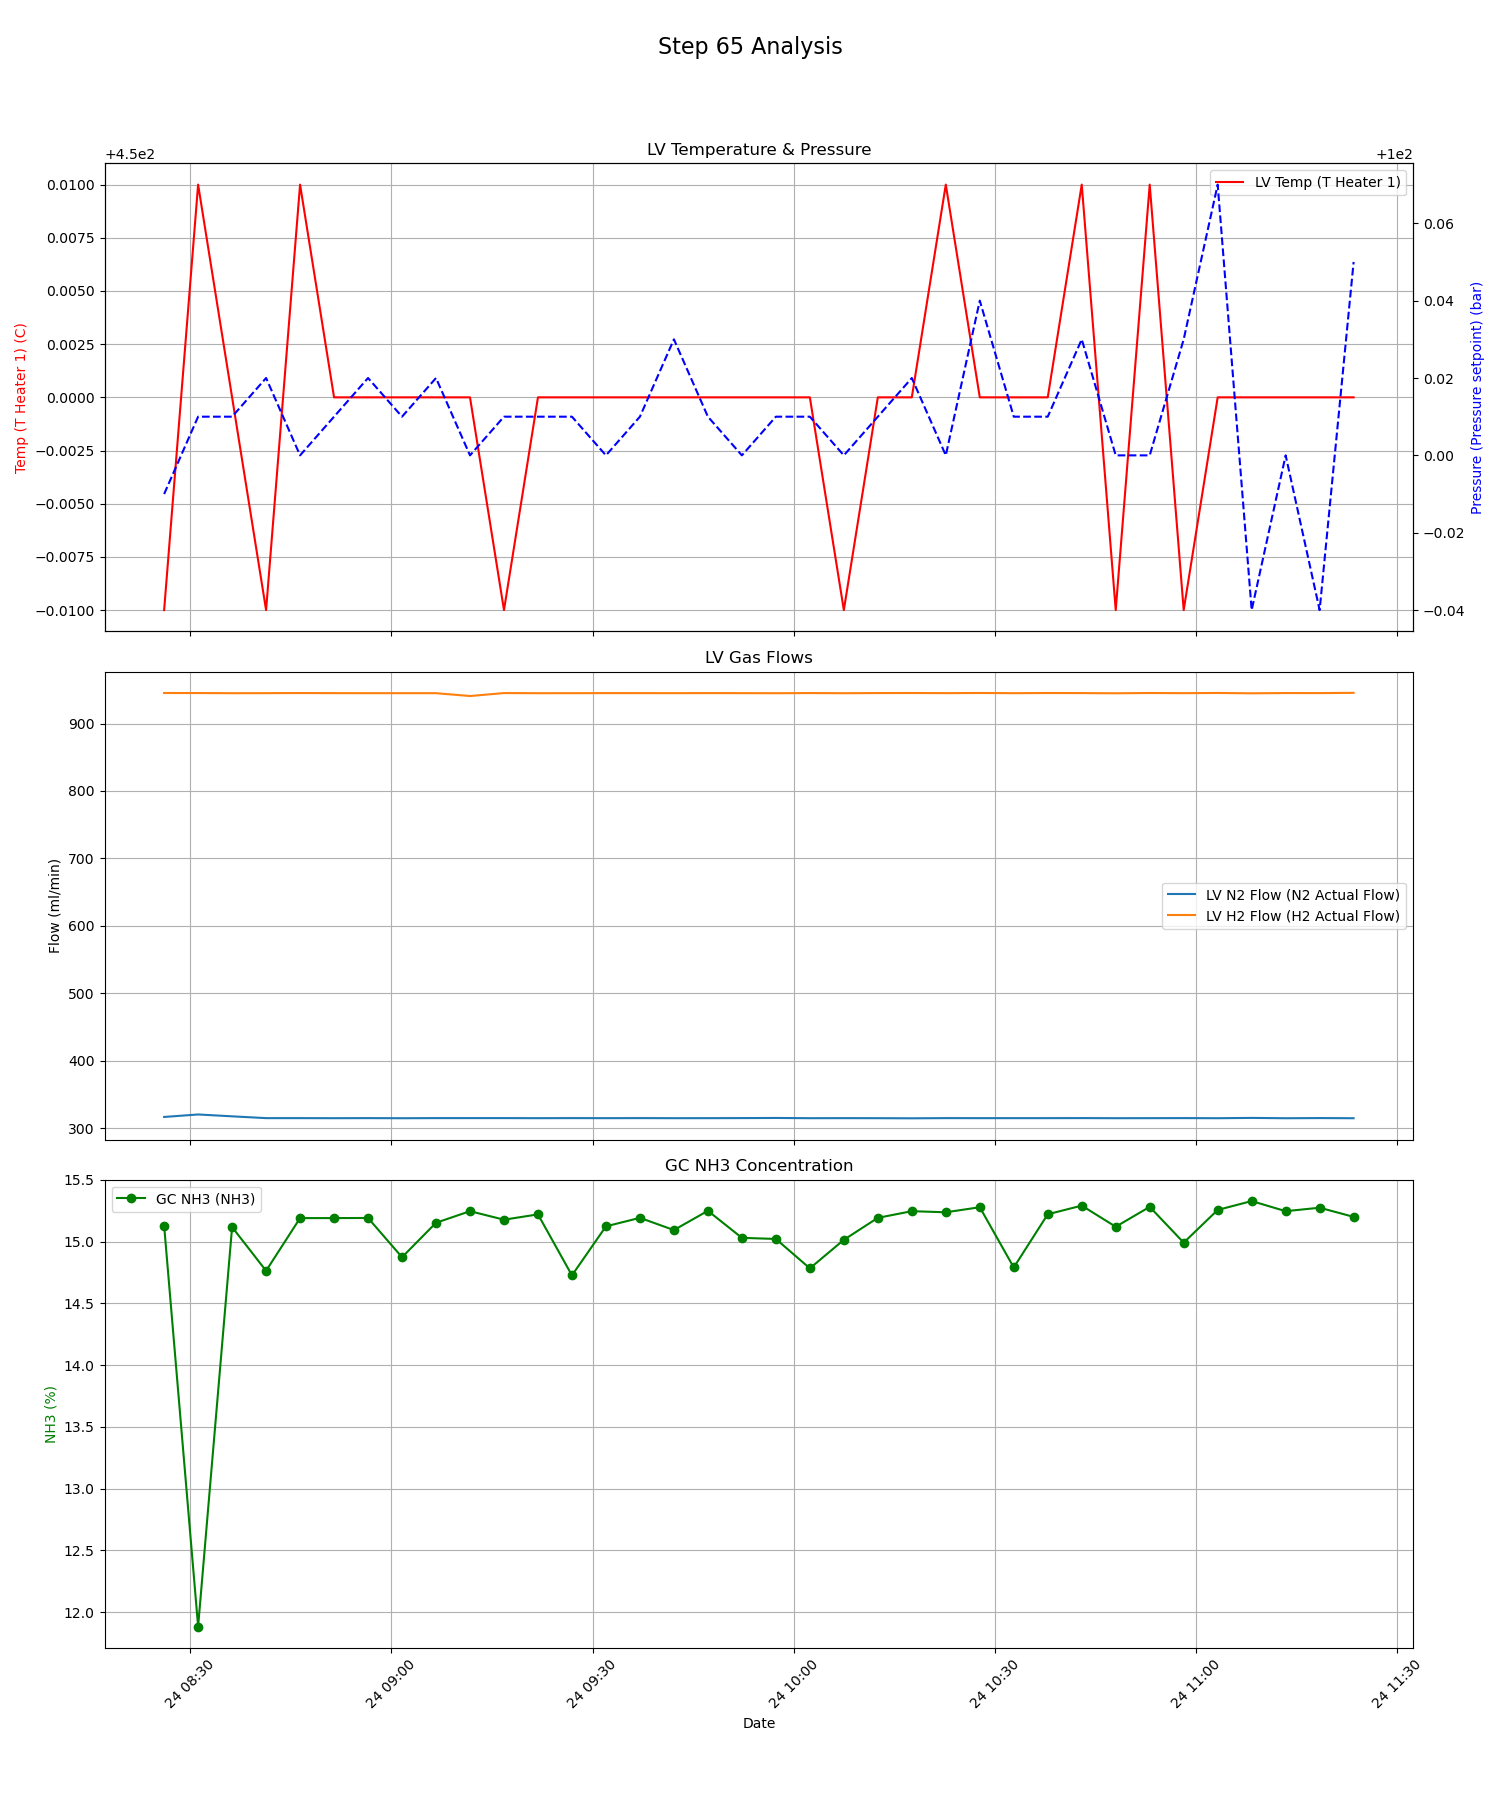 Step 65 Analysis
LV Temperature & Pressure
+4.5e2
+1e2
LV Temp (T Heater 1)
0.0100
0.0075
0.0050
0.0025
0.0000
−0.0025
−0.0050
−0.0075
−0.0100
Temp (T Heater 1) (C)
0.06
0.04
0.02
0.00
−0.02
−0.04
Pressure (Pressure setpoint) (bar)
LV Gas Flows
900
800
700
600
500
400
300
Flow (ml/min)
LV N2 Flow (N2 Actual Flow)
LV H2 Flow (H2 Actual Flow)
GC NH3 Concentration
GC NH3 (NH3)
15.5
15.0
14.5
14.0
13.5
13.0
12.5
12.0
NH3 (%)
24 08:30
24 09:00
24 09:30
24 10:00
24 10:30
24 11:00
24 11:30
Date